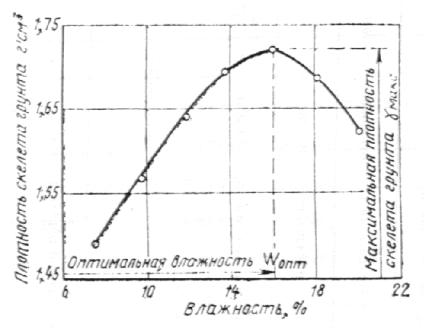 Плотность скелета грунта г/см³
1,75
1,65
1,55
1,45
Оптимальная влажность Wопт
Максимальная плотность
скелета грунта γмакс
6 10 14 18 22
Влажность, %